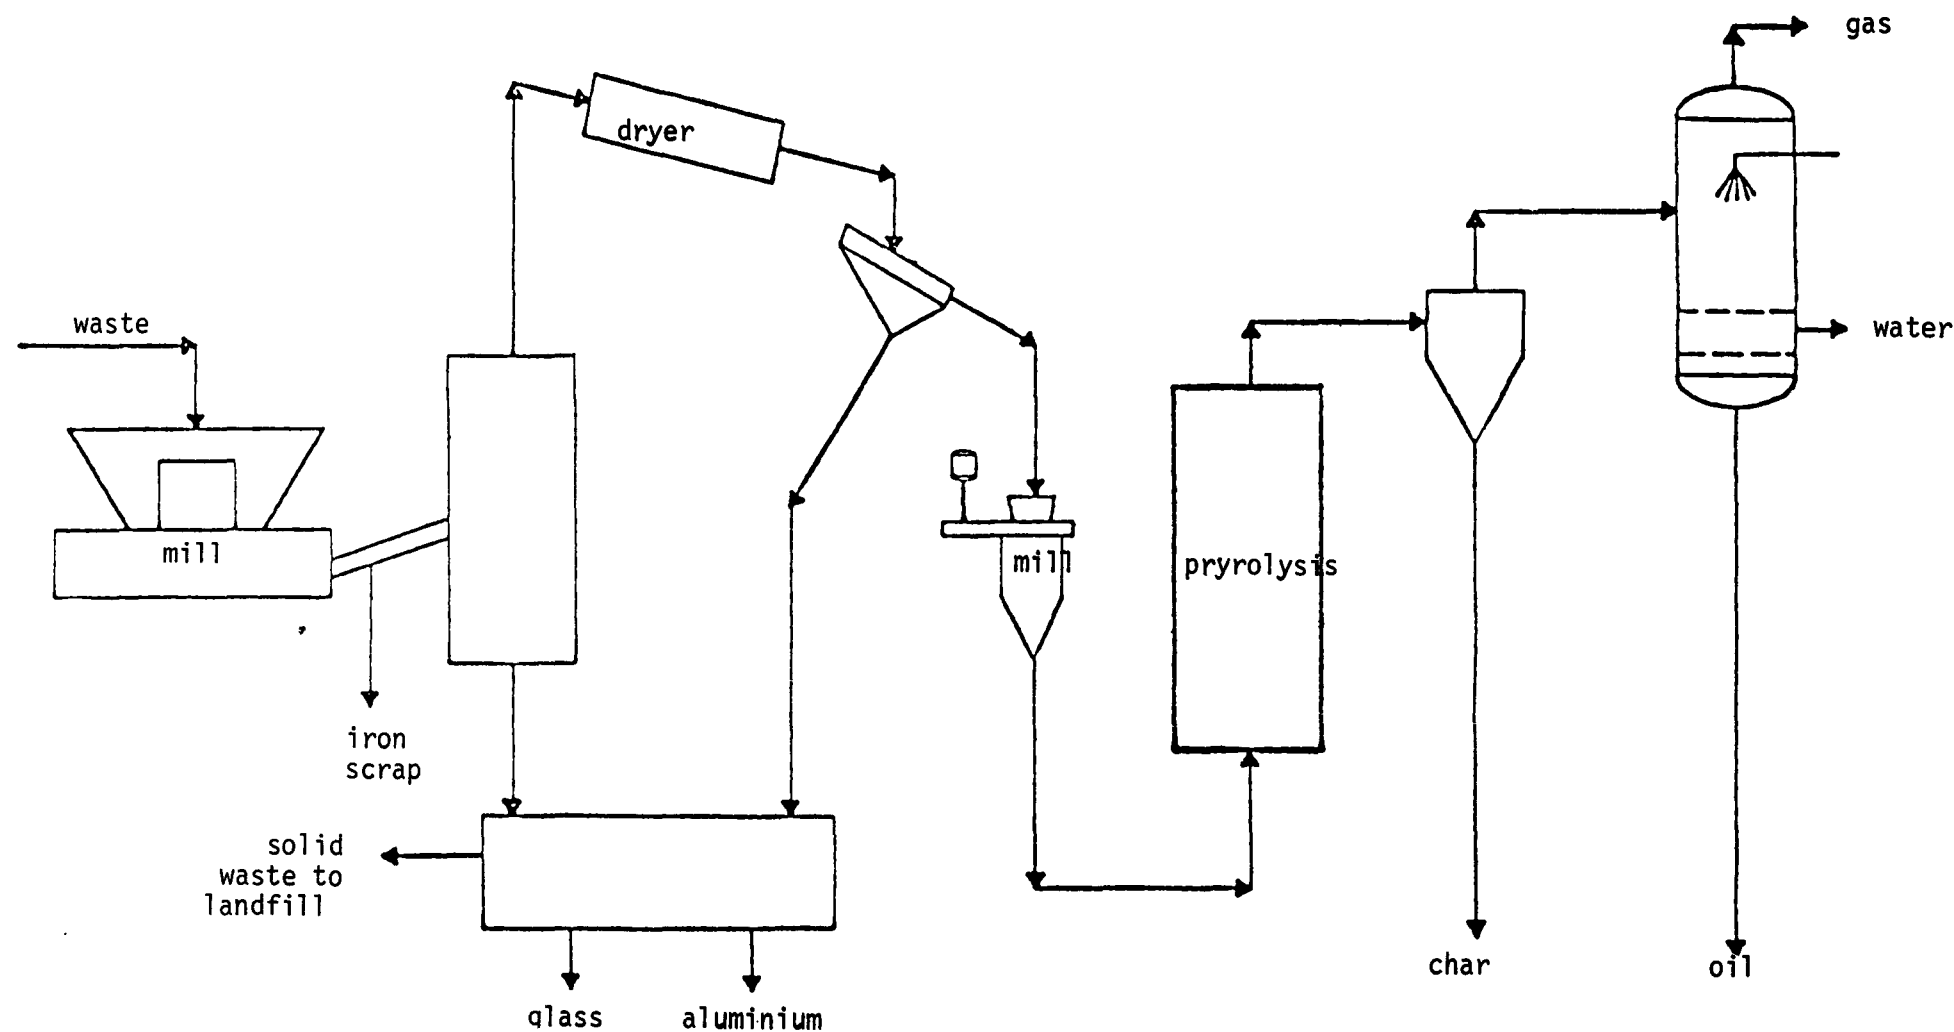 gas
dryer
waste
water
mill
mill
pryrolysis
iron
scrap
solid
waste to
landfill
char
oil
glass
aluminium